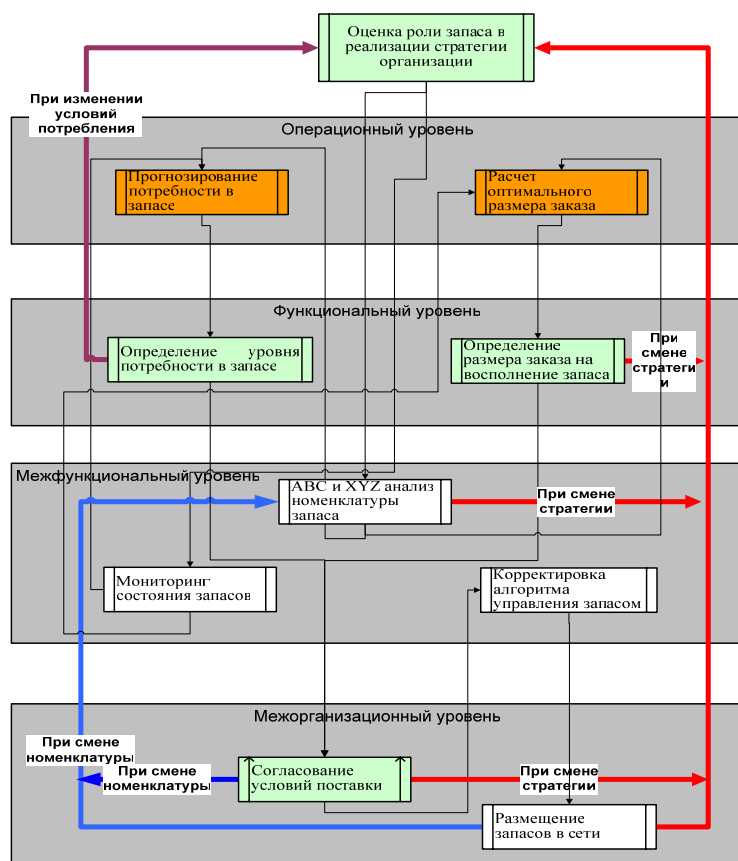 Оценка роли запаса в
реализации стратегии
организации
При изменении
условий
потребления
Операционный уровень
Прогнозирование
потребности в
запасе
Расчет
оптимального
размера заказа
Функциональный уровень
Определение уровня
потребности в запасе
Определение
размера заказа на
восполнение запаса
При
смене
стратеги
и
Межфункциональный уровень
ABC и XYZ анализ
номенклатуры
запаса
При смене
стратегии
Мониторинг
состояния запасов
Корректировка
алгоритма
управления запасом
Межорганизационный уровень
При смене
номенклатуры
При смене
номенклатуры
Согласование
условий поставки
При смене
стратегии
Размещение
запасов в сети